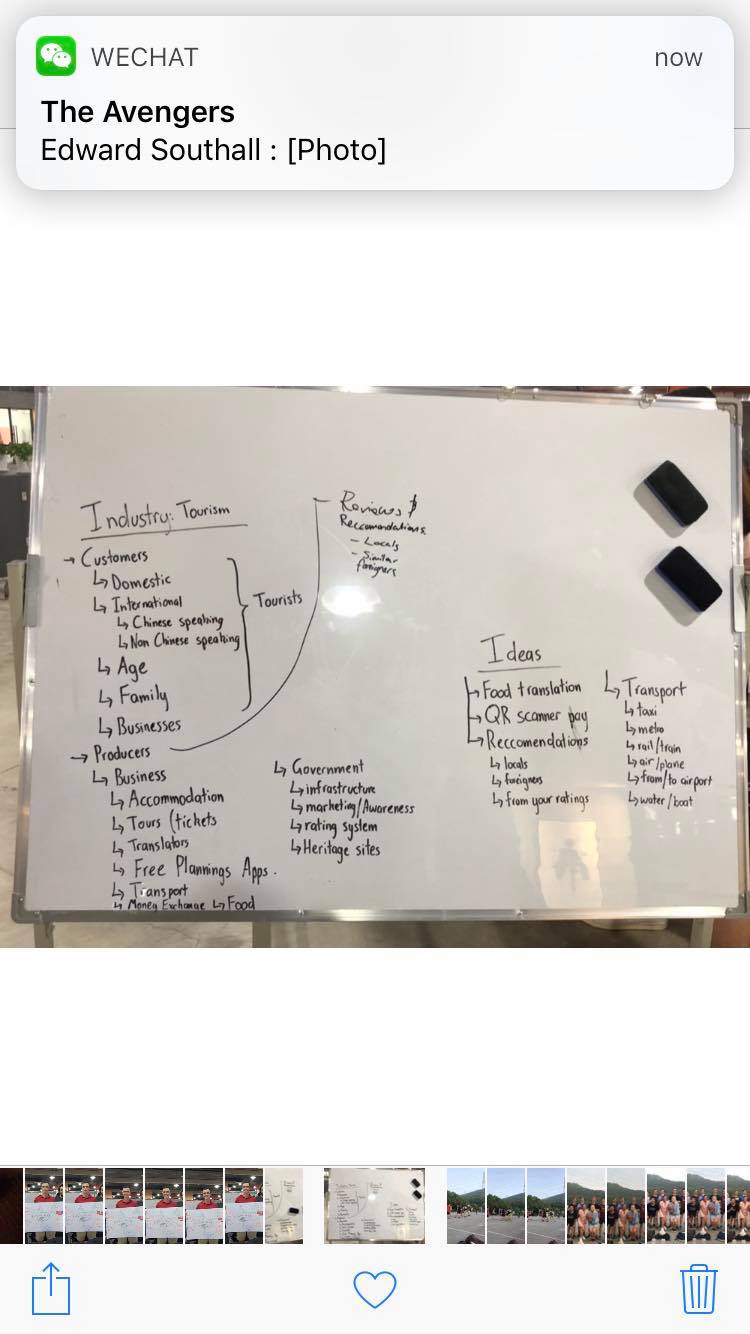 WECHAT
now
The Avengers
Edward Southall : [Photo]
Industry: Tourism
→ Customers
↳ Domestic
↳ International
↳ Chinese speaking
↳ Non Chinese speaking
↳ Age
↳ Family
↳ Businesses
Tourists
→ Producers
↳ Business
↳ Accommodation
↳ Tours (tickets
↳ Translators
↳ Free Plannings Apps.
↳ Transport
↳ Money Exchange ↳ Food
Reviews &
Reccomendations
- Locals
- Similar
foreigners
↳ Government
↳ infrastructure
↳ marketing/Awareness
↳ rating system
↳ Heritage sites
Ideas
↳ Food translation
↳ QR scanner pay
↳ Reccomendations
↳ locals
↳ foreigners
↳ from your ratings
↳ Transport
↳ taxi
↳ metro
↳ rail/train
↳ air/plane
↳ from/to airport
↳ water/boat